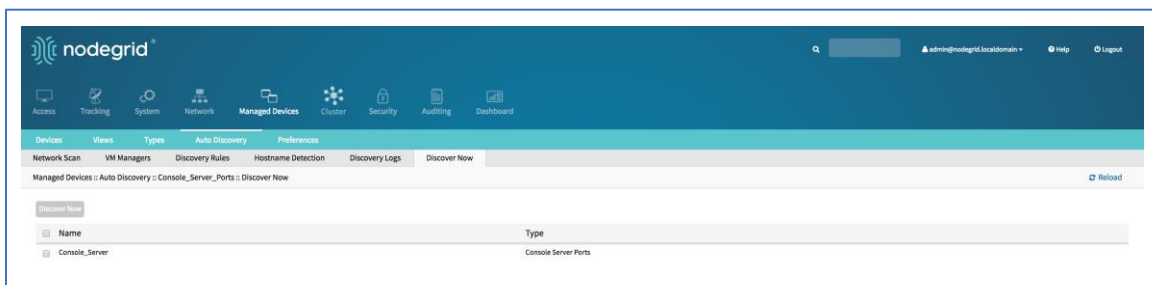 nodegrid®
admin@nodegrid.localdomain Help Logout
Access Tracking System Network Managed Devices Cluster Security Auditing Dashboard
Devices Views Types Auto Discovery Preferences
Network Scan VM Managers Discovery Rules Hostname Detection Discovery Logs Discover Now
Managed Devices :: Auto Discovery :: Console_Server_Ports :: Discover Now Reload
Discover Now
Name Type
Console_Server Console Server Ports